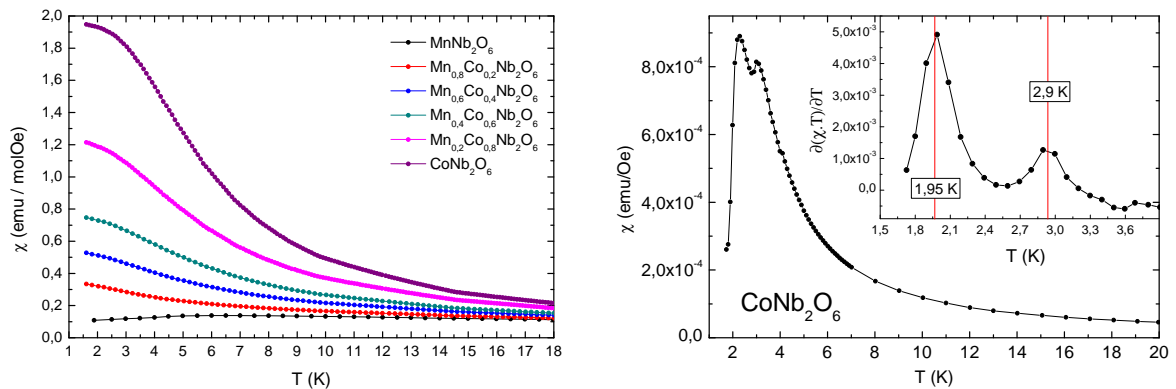 2,0
1,8
1,6
1,4
1,2
1,0
0,8
0,6
0,4
0,2
0,0
χ (emu / molOe)
MnNb₂O₆
Mn₀,₈Co₀,₂Nb₂O₆
Mn₀,₆Co₀,₄Nb₂O₆
Mn₀,₄Co₀,₆Nb₂O₆
Mn₀,₂Co₀,₈Nb₂O₆
CoNb₂O₆
1 2 3 4 5 6 7 8 9 10 11 12 13 14 15 16 17 18
T (K)
8,0x10⁻⁴
6,0x10⁻⁴
4,0x10⁻⁴
2,0x10⁻⁴
0,0
χ (emu/Oe)
CoNb₂O₆
2 4 6 8 10 12 14 16 18 20
T (K)
5,0x10⁻³
4,0x10⁻³
3,0x10⁻³
2,0x10⁻³
1,0x10⁻³
0,0
∂(χ.T)/∂T
2,9 K
1,95 K
1,5 1,8 2,1 2,4 2,7 3,0 3,3 3,6
T (K)